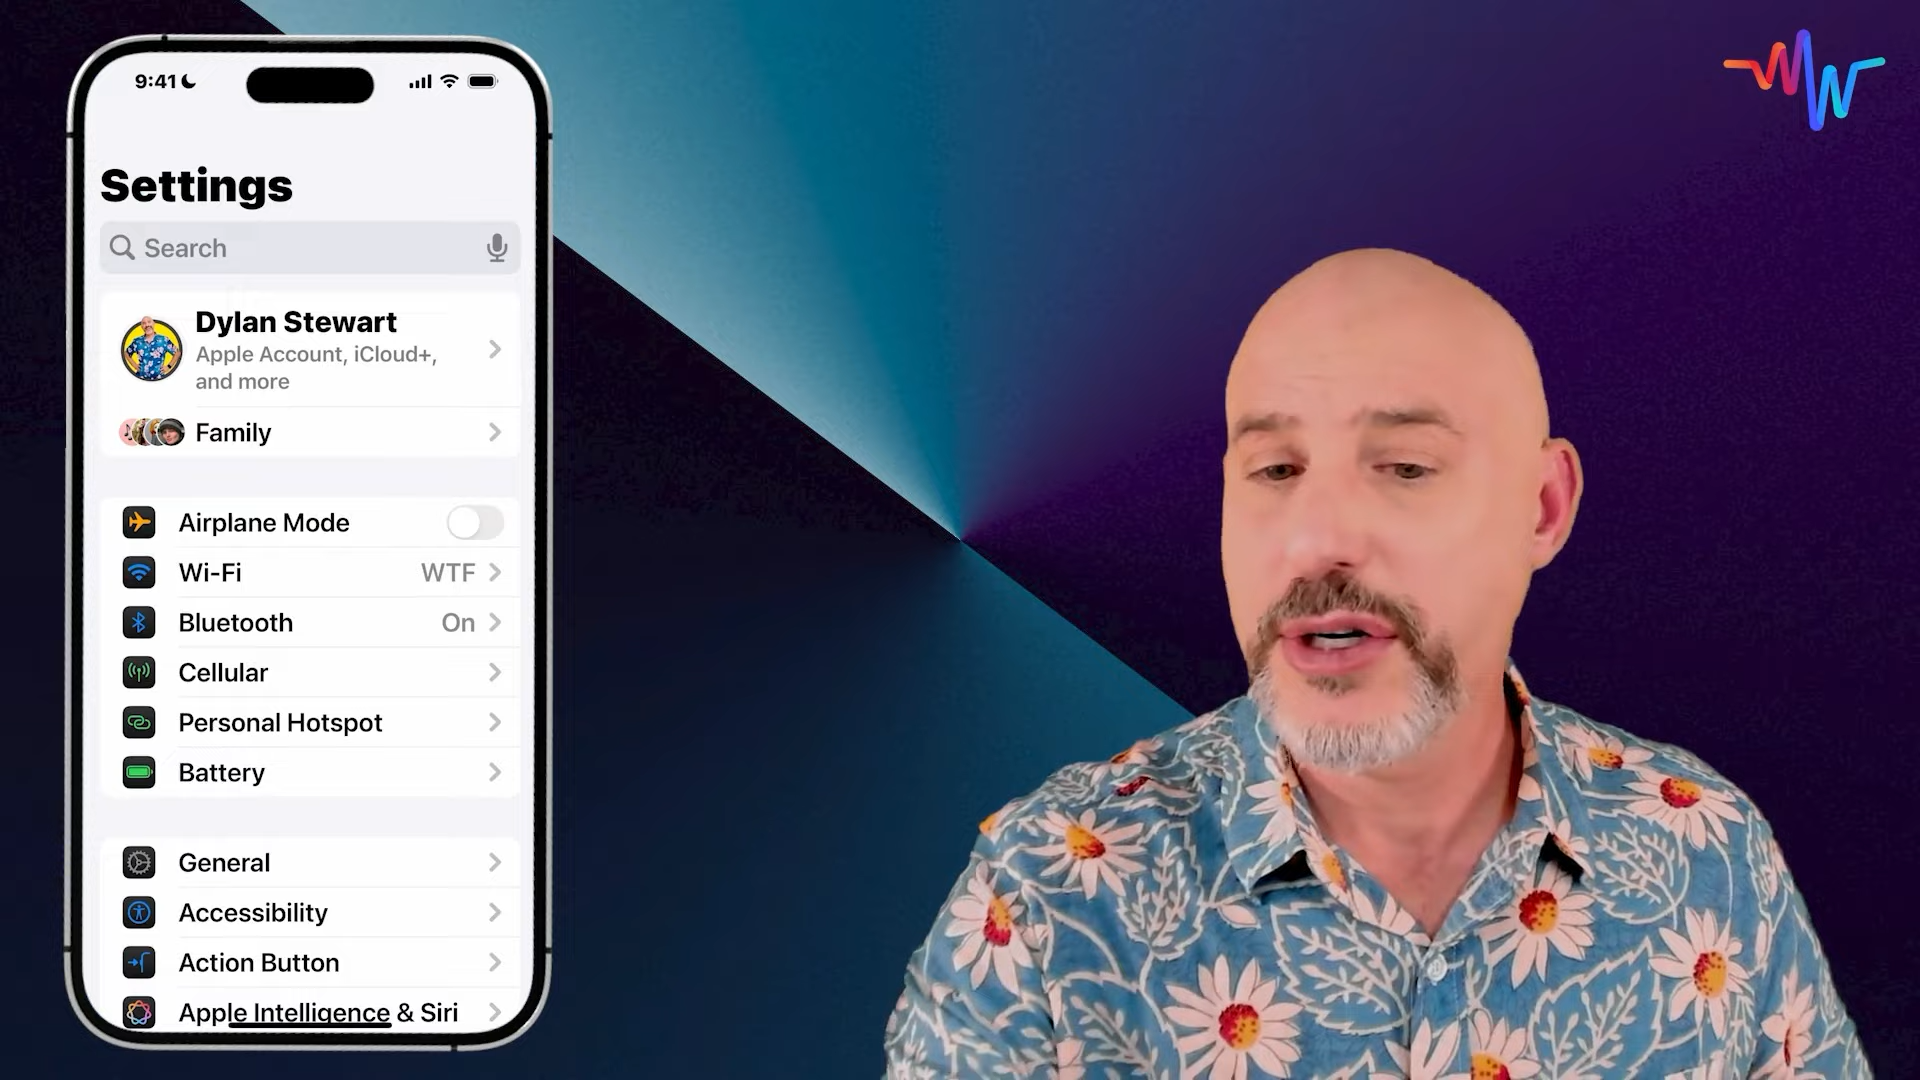 9:41
Settings
Search
Dylan Stewart
Apple Account, iCloud+,
and more
Family
Airplane Mode
Wi-Fi WTF
Bluetooth On
Cellular
Personal Hotspot
Battery
General
Accessibility
Action Button
Apple Intelligence & Siri